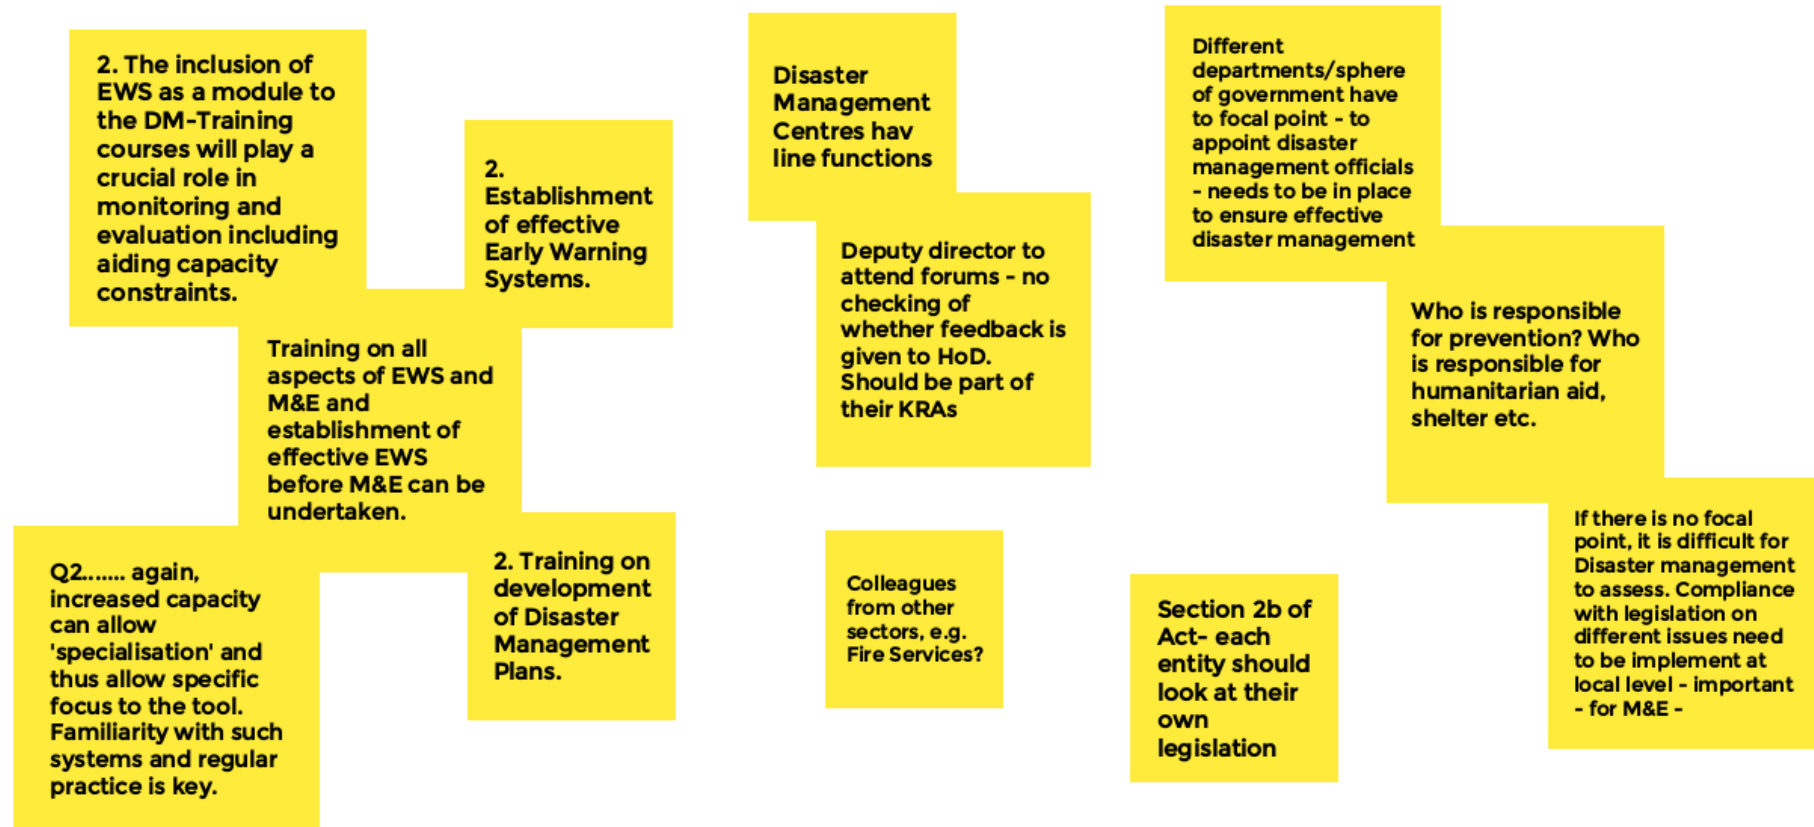 2. The inclusion of
EWS as a module to
the DM-Training
courses will play a
crucial role in
monitoring and
evaluation including
aiding capacity
constraints.
2.
Establishment
of effective
Early Warning
Systems.
Training on all
aspects of EWS and
M&E and
establishment of
effective EWS
before M&E can be
undertaken.
Q2....... again,
increased capacity
can allow
'specialisation' and
thus allow specific
focus to the tool.
Familiarity with such
systems and regular
practice is key.
2. Training on
development
of Disaster
Management
Plans.
Disaster
Management
Centres hav
line functions
Deputy director to
attend forums - no
checking of
whether feedback is
given to HoD.
Should be part of
their KRAs
Colleagues
from other
sectors, e.g.
Fire Services?
Different
departments/sphere
of government have
to focal point - to
appoint disaster
management officials
- needs to be in place
to ensure effective
disaster management
Who is responsible
for prevention? Who
is responsible for
humanitarian aid,
shelter etc.
Section 2b of
Act- each
entity should
look at their
own
legislation
If there is no focal
point, it is difficult for
Disaster management
to assess. Compliance
with legislation on
different issues need
to be implement at
local level - important
- for M&E -